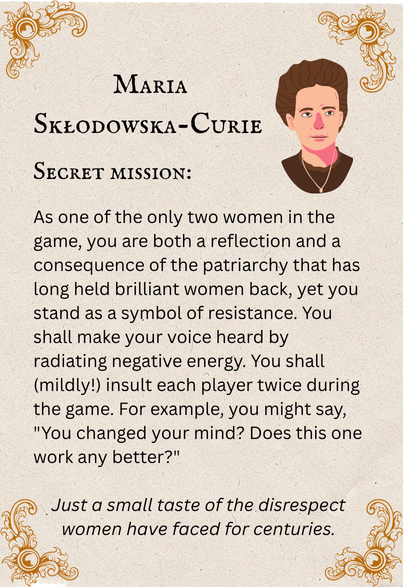 Maria
Skłodowska-Curie
Secret mission:
As one of the only two women in the
game, you are both a reflection and a
consequence of the patriarchy that has
long held brilliant women back, yet you
stand as a symbol of resistance. You
shall make your voice heard by
radiating negative energy. You shall
(mildly!) insult each player twice during
the game. For example, you might say,
"You changed your mind? Does this one
work any better?"
Just a small taste of the disrespect
women have faced for centuries.